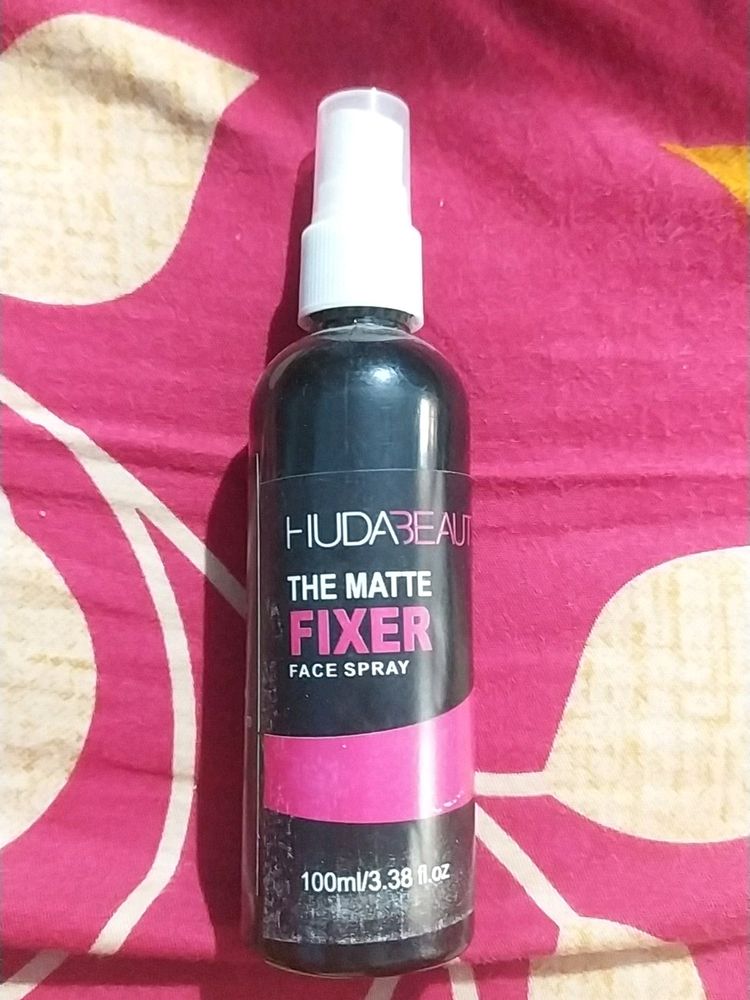 HUDABEAUT
THE MATTE
FIXER
FACE SPRAY
100ml/3.38 fl.oz